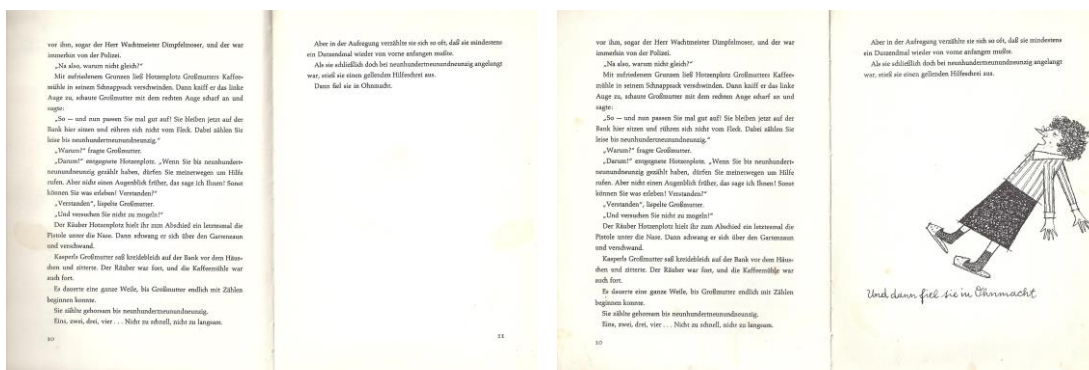 vor ihm, sogar der Herr Wachtmeister Dimpfelmoser, und der war
immerhin von der Polizei.
„Na also, warum nicht gleich?“
Mit zufriedenem Grunzen ließ Hotzenplotz Großmutters Kaffee-
mühle in seinem Schnappsack verschwinden. Dann kniff er das linke
Auge zu, schaute Großmutter mit dem rechten Auge scharf an und
sagte:
„So — und nun passen Sie mal gut auf! Sie bleiben jetzt auf der
Bank hier sitzen und rühren sich nicht vom Fleck. Dabei zählen Sie
leise bis neunhundertneunundneunzig.“
„Warum?“ fragte Großmutter.
„Darum!“ entgegnete Hotzenplotz. „Wenn Sie bis neunhundert-
neunundneunzig gezählt haben, dürfen Sie meinetwegen um Hilfe
rufen. Aber nicht einen Augenblick früher, das sage ich Ihnen! Sonst
können Sie was erleben! Verstanden?“
„Verstanden“, lispelte Großmutter.
„Und versuchen Sie nicht zu mogeln!“
Der Räuber Hotzenplotz hielt ihr zum Abschied ein letztesmal die
Pistole unter die Nase. Dann schwang er sich über den Gartenzaun
und verschwand.
Kasperls Großmutter saß kreidebleich auf der Bank vor dem Häus-
chen und zitterte. Der Räuber war fort, und die Kaffeemühle war
auch fort.
Es dauerte eine ganze Weile, bis Großmutter endlich mit Zählen
beginnen konnte.
Sie zählte gehorsam bis neunhundertneunundneunzig.
Eins, zwei, drei, vier . . . Nicht zu schnell, nicht zu langsam.
10
Aber in der Aufregung verzählte sie sich so oft, daß sie mindestens
ein Dutzendmal wieder von vorne anfangen mußte.
Als sie schließlich doch bei neunhundertneunundneunzig angelangt
war, stieß sie einen gellenden Hilfeschrei aus.
Dann fiel sie in Ohnmacht.
11
vor ihm, sogar der Herr Wachtmeister Dimpfelmoser, und der war
immerhin von der Polizei.
„Na also, warum nicht gleich?“
Mit zufriedenem Grunzen ließ Hotzenplotz Großmutters Kaffee-
mühle in seinem Schnappsack verschwinden. Dann kniff er das linke
Auge zu, schaute Großmutter mit dem rechten Auge scharf an und
sagte:
„So — und nun passen Sie mal gut auf! Sie bleiben jetzt auf der
Bank hier sitzen und rühren sich nicht vom Fleck. Dabei zählen Sie
leise bis neunhundertneunundneunzig.“
„Warum?“ fragte Großmutter.
„Darum!“ entgegnete Hotzenplotz. „Wenn Sie bis neunhundert-
neunundneunzig gezählt haben, dürfen Sie meinetwegen um Hilfe
rufen. Aber nicht einen Augenblick früher, das sage ich Ihnen! Sonst
können Sie was erleben! Verstanden?“
„Verstanden“, lispelte Großmutter.
„Und versuchen Sie nicht zu mogeln!“
Der Räuber Hotzenplotz hielt ihr zum Abschied ein letztesmal die
Pistole unter die Nase. Dann schwang er sich über den Gartenzaun
und verschwand.
Kasperls Großmutter saß kreidebleich auf der Bank vor dem Häus-
chen und zitterte. Der Räuber war fort, und die Kaffeemühle war
auch fort.
Es dauerte eine ganze Weile, bis Großmutter endlich mit Zählen
beginnen konnte.
Sie zählte gehorsam bis neunhundertneunundneunzig.
Eins, zwei, drei, vier . . . Nicht zu schnell, nicht zu langsam.
10
Aber in der Aufregung verzählte sie sich so oft, daß sie mindestens
ein Dutzendmal wieder von vorne anfangen mußte.
Als sie schließlich doch bei neunhundertneunundneunzig angelangt
war, stieß sie einen gellenden Hilfeschrei aus.
Und dann fiel sie in Ohnmacht